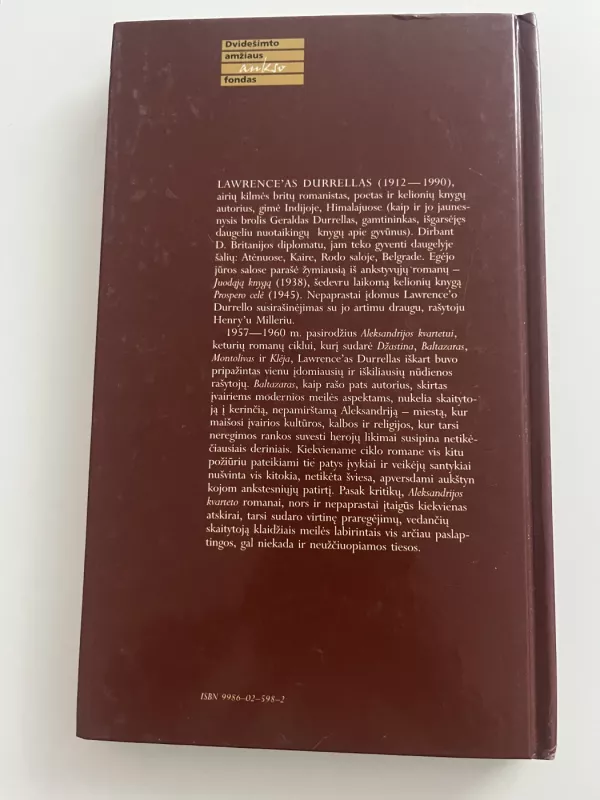 Dvidešimto
amžiaus
aukso
fondas
LAWRENCE'AS DURRELLAS (1912—1990),
airių kilmės britų romanistas, poetas ir kelionių knygų
autorius, gimė Indijoje, Himalajuose (kaip ir jo jaunes-
nysis brolis Geraldas Durrellas, gamtininkas, išgarsėjęs
daugeliu nuotaikingų knygų apie gyvūnus). Dirbant
D. Britanijos diplomatu, jam teko gyventi daugelyje
šalių: Atėnuose, Kaire, Rodo saloje, Belgrade. Egėjo
jūros salose parašė žymiausią iš ankstyvųjų romanų –
Juodąją knygą (1938), šedevru laikomą kelionių knygą
Prospero celė (1945). Nepaprastai įdomus Lawrence'o
Durrello susirašinėjimas su jo artimu draugu, rašytoju
Henry'u Milleriu.
1957—1960 m. pasirodžius Aleksandrijos kvartetui,
keturių romanų ciklui, kurį sudarė Džastina, Baltazaras,
Montolivas ir Klėja, Lawrence'as Durrellas iškart buvo
pripažintas vienu įdomiausių ir iškiliausių nūdienos
rašytojų. Baltazaras, kaip rašo pats autorius, skirtas
įvairiems modernios meilės aspektams, nukelia skaityto-
ją į kerinčią, nepamirštamą Aleksandriją – miestą, kur
maišosi įvairios kultūros, kalbos ir religijos, kur tarsi
neregimos rankos suvesti herojų likimai susipina netikė-
čiausiais deriniais. Kiekviename ciklo romane vis kitu
požiūriu pateikiami tie patys įvykiai ir veikėjų santykiai
nušvinta vis kitokia, netikėta šviesa, apversdami aukštyn
kojom ankstesniųjų patirtį. Pasak kritikų, Aleksandrijos
kvarteto romanai, nors ir nepaprastai įtaigūs kiekvienas
atskirai, tarsi sudaro virtinę praregėjimų, vedančių
skaitytoją klaidžiais meilės labirintais vis arčiau paslap-
tingos, gal niekada ir neužčiuopiamos tiesos.
ISBN 9986–02–598–2